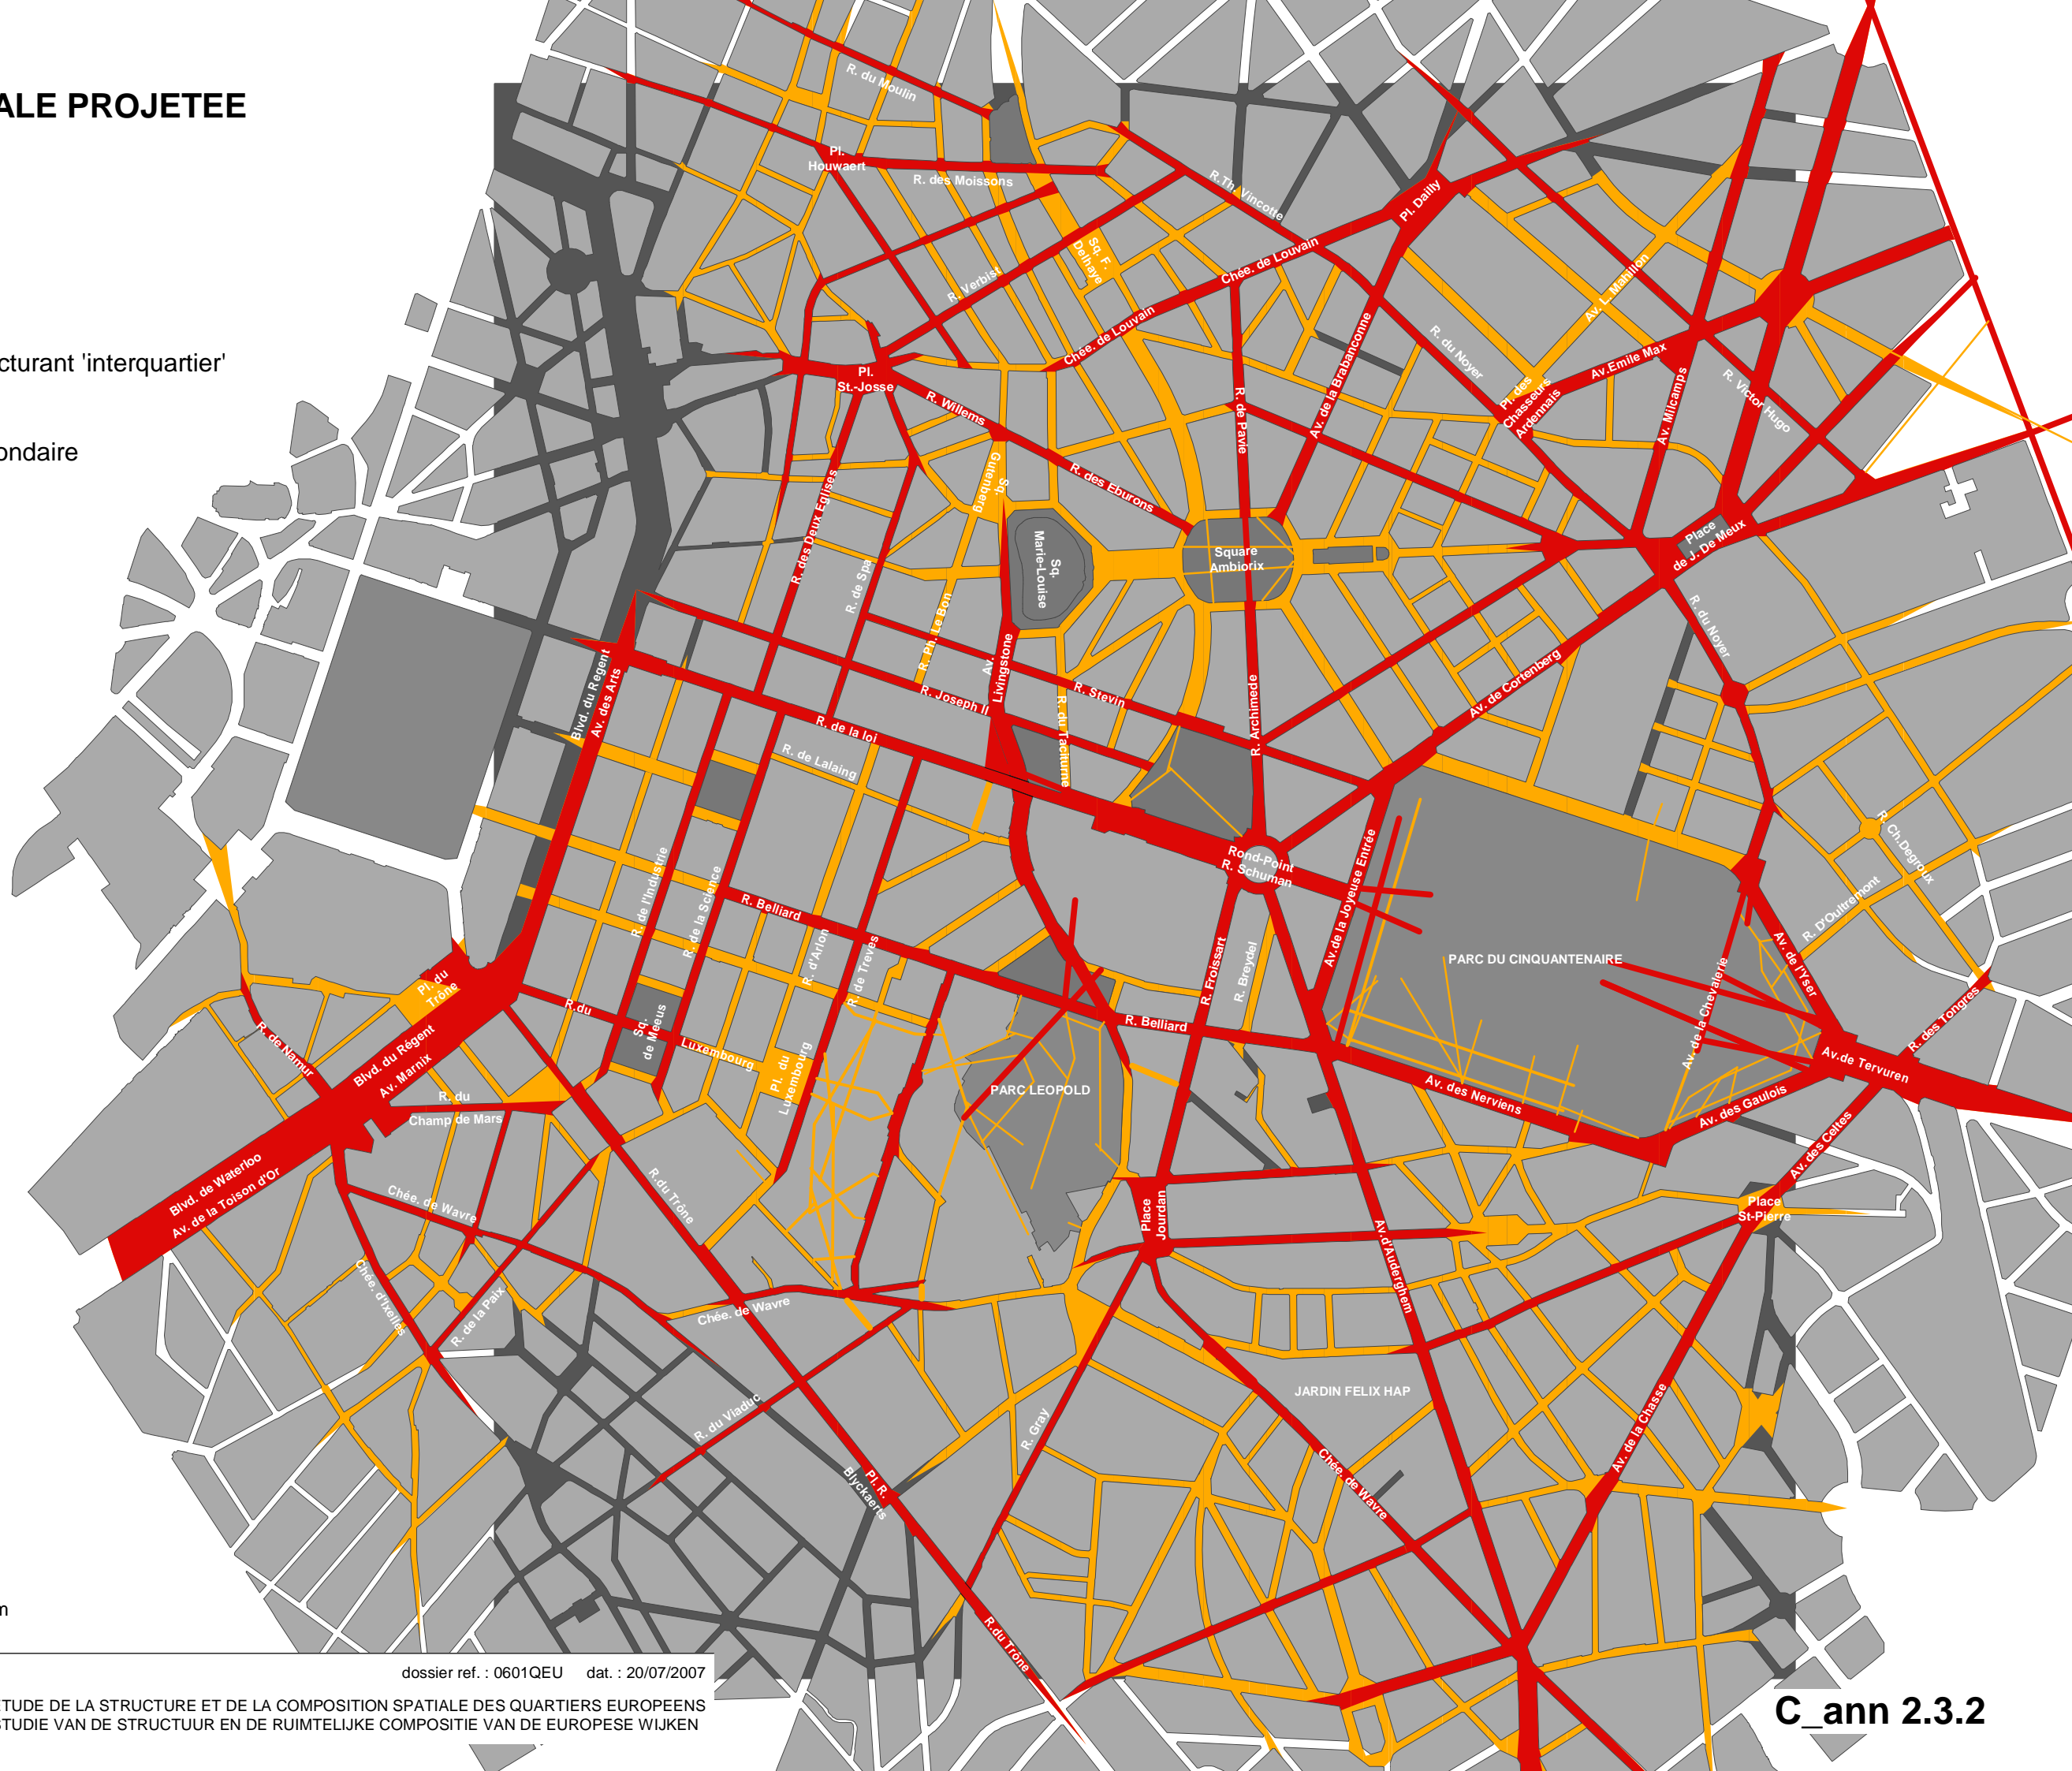 ALE PROJETEE
cturant 'interquartier'
ondaire
m
R. du Moulin
Pl.
Houwaert
R. des Moissons
R.Th. Vincotte
Pl. Dailly
Sq. F.
Delhaye
R. Verbist
Chée. de Louvain
Chée. de Louvain
Av. L. Mahillon
Pl.
St.-Josse
R. Willems
R. des Eburons
R. de Pavie
Av. de la Brabançonne
R. du Noyer
Pl. des
Chasseurs
Ardennais
Av.Emile Max
Av. Milcamps
R. Victor Hugo
Sq.
Gutenberg
R. des Deux Eglises
R. de Spa
R. Ph. Le Bon
Sq.
Marie-Louise
Square
Ambiorix
Place
de J. De Meux
R. du Noyer
Blvd. du Regent
Av. des Arts
Av.
Livingstone
R. Joseph II
R. Stevin
R. du Taciturne
R. Archimede
Av. de Cortenberg
R. de la loi
R. de Lalaing
Rond-Point
R. Schuman
Av.de la Joyeuse Entrée
R. Ch.Degroux
R. D'Oultremont
R. de l'Industrie
R. de la Science
R. Belliard
R. d'Arlon
R. de Treves
R. Froissart
R. Breydel
PARC DU CINQUANTENAIRE
Av. de l'Yser
Av. de la Chevalerie
R. des Tongres
Pl. du
Trône
R. de Namur
Blvd. du Régent
Av. Marnix
R.du
Luxembourg
Sq.
de Meeus
Pl. du
Luxembourg
R. Belliard
PARC LEOPOLD
Av. des Nerviens
Av. des Gaulois
Av.de Tervuren
R. du
Champ de Mars
Av. des Celtes
Blvd. de Waterloo
Av. de la Toison d'Or
Chée. de Wavre
R.du Trône
Place
Jourdan
Place
St-Pierre
Av.d'Auderghem
Chée. d'Ixelles
R. de la Paix
Chée. de Wavre
R. du Viaduc
R. Gray
JARDIN FELIX HAP
Av. de la Chasse
Chée. de Wavre
Pl. R.
Blyckaerts
R.du Trône
dossier ref. : 0601QEU dat. : 20/07/2007
ETUDE DE LA STRUCTURE ET DE LA COMPOSITION SPATIALE DES QUARTIERS EUROPEENS
STUDIE VAN DE STRUCTUUR EN DE RUIMTELIJKE COMPOSITIE VAN DE EUROPESE WIJKEN
C_ann 2.3.2